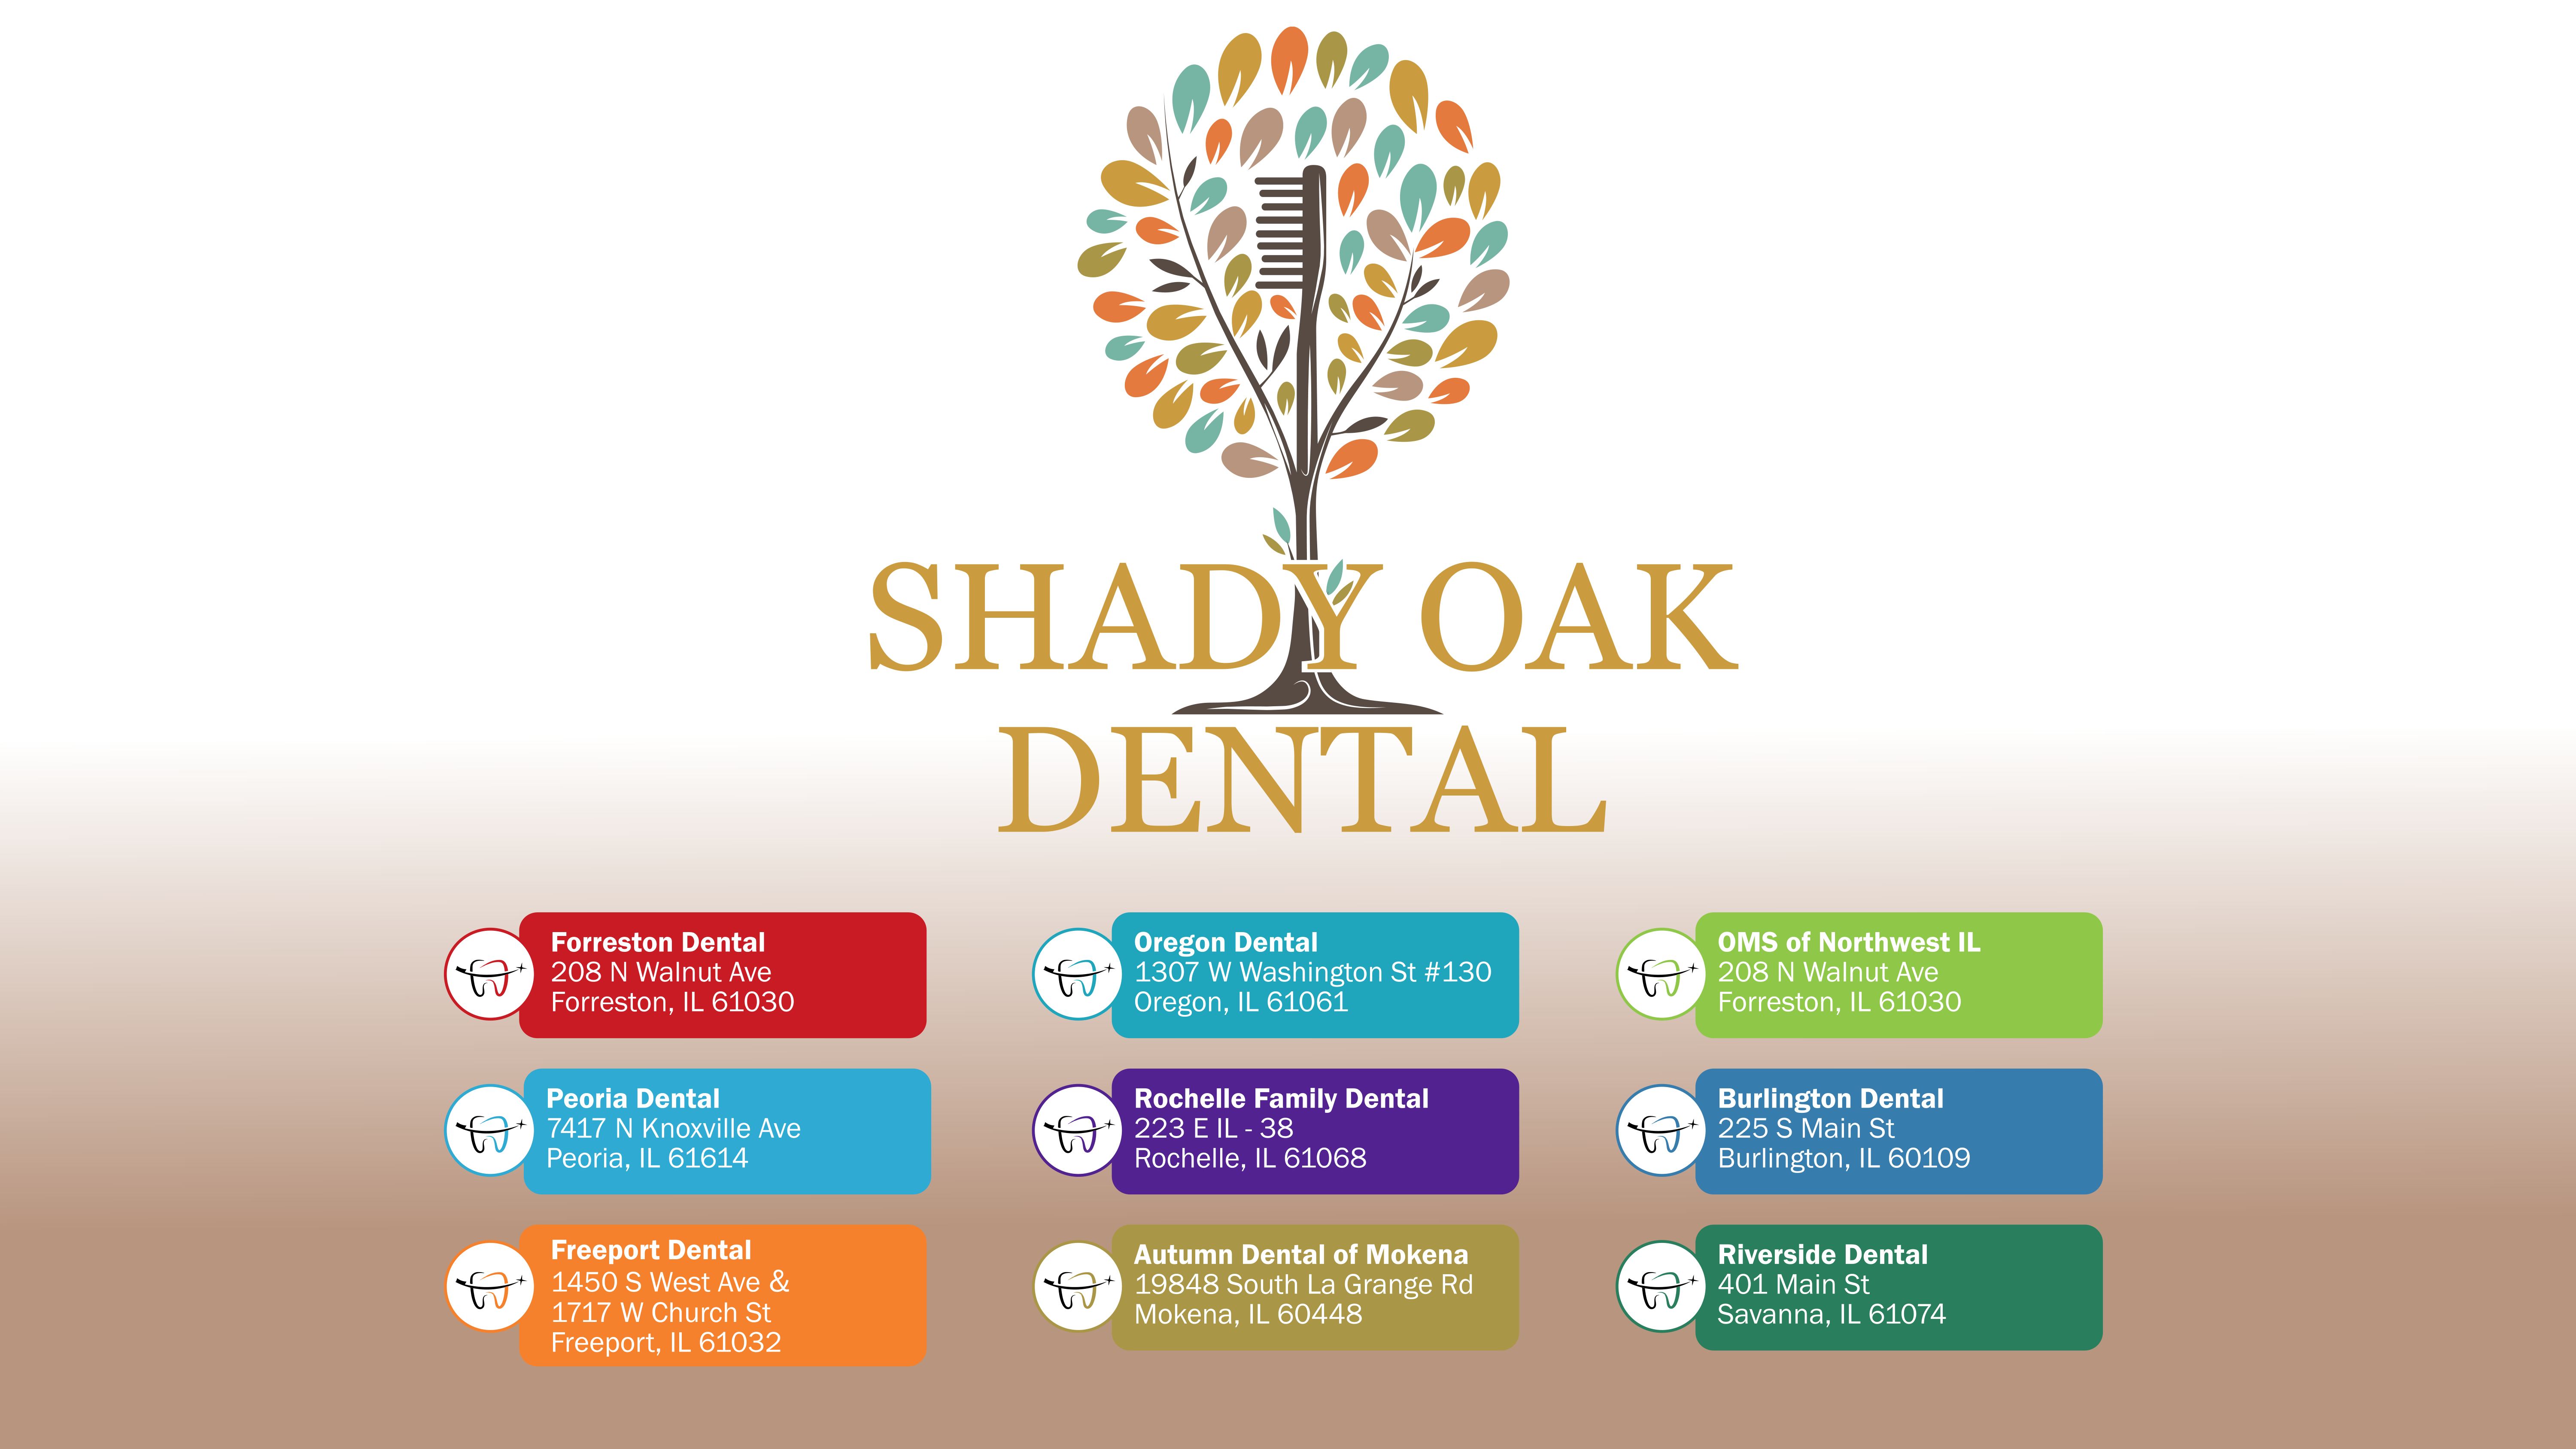 SHADY OAK
DENTAL
Forreston Dental
208 N Walnut Ave
Forreston, IL 61030
Oregon Dental
1307 W Washington St #130
Oregon, IL 61061
OMS of Northwest IL
208 N Walnut Ave
Forreston, IL 61030
Peoria Dental
7417 N Knoxville Ave
Peoria, IL 61614
Rochelle Family Dental
223 E IL - 38
Rochelle, IL 61068
Burlington Dental
225 S Main St
Burlington, IL 60109
Freeport Dental
1450 S West Ave &
1717 W Church St
Freeport, IL 61032
Autumn Dental of Mokena
19848 South La Grange Rd
Mokena, IL 60448
Riverside Dental
401 Main St
Savanna, IL 61074